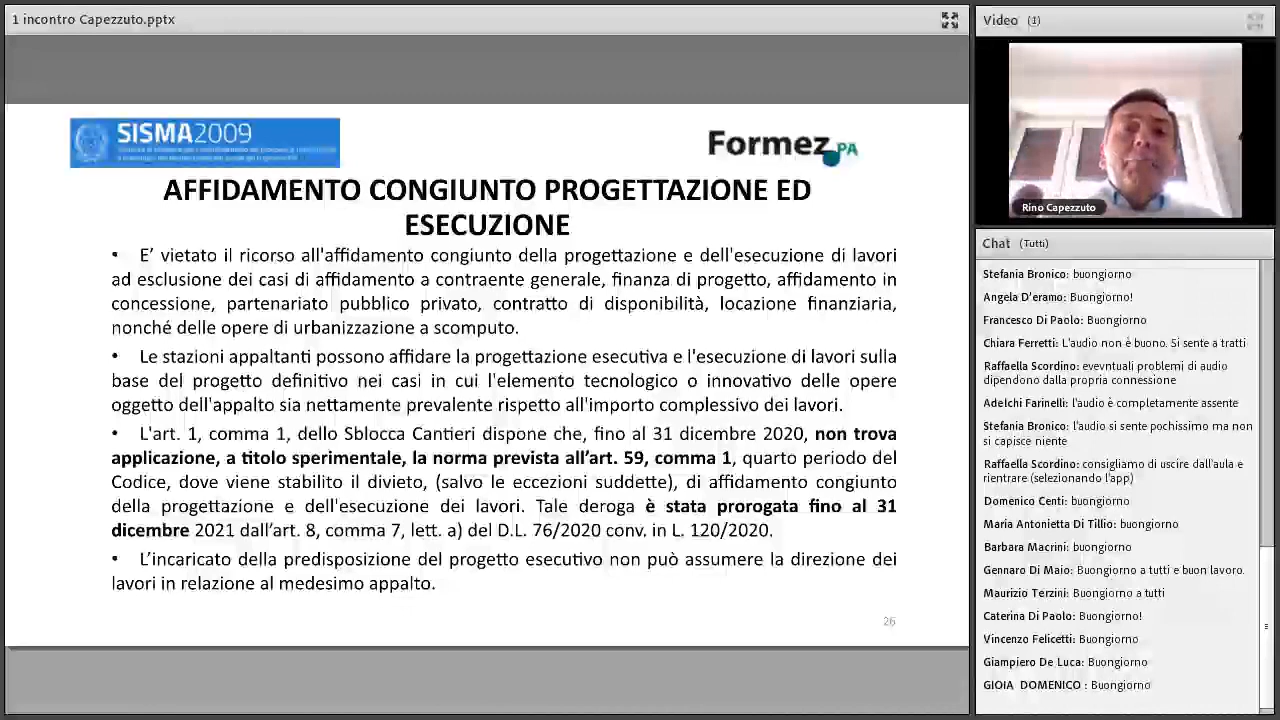 1 incontro Capezzuto.pptx
SISMA2009
Formez PA
AFFIDAMENTO CONGIUNTO PROGETTAZIONE ED
ESECUZIONE
• E’ vietato il ricorso all'affidamento congiunto della progettazione e dell'esecuzione di lavori
ad esclusione dei casi di affidamento a contraente generale, finanza di progetto, affidamento in
concessione, partenariato pubblico privato, contratto di disponibilità, locazione finanziaria,
nonché delle opere di urbanizzazione a scomputo.
• Le stazioni appaltanti possono affidare la progettazione esecutiva e l'esecuzione di lavori sulla
base del progetto definitivo nei casi in cui l'elemento tecnologico o innovativo delle opere
oggetto dell'appalto sia nettamente prevalente rispetto all'importo complessivo dei lavori.
• L'art. 1, comma 1, dello Sblocca Cantieri dispone che, fino al 31 dicembre 2020, non trova
applicazione, a titolo sperimentale, la norma prevista all’art. 59, comma 1, quarto periodo del
Codice, dove viene stabilito il divieto, (salvo le eccezioni suddette), di affidamento congiunto
della progettazione e dell'esecuzione dei lavori. Tale deroga è stata prorogata fino al 31
dicembre 2021 dall’art. 8, comma 7, lett. a) del D.L. 76/2020 conv. in L. 120/2020.
• L’incaricato della predisposizione del progetto esecutivo non può assumere la direzione dei
lavori in relazione al medesimo appalto.
26
Video (1)
Rino Capezzuto
Chat (Tutti)
Stefania Bronico: buongiorno
Angela D'eramo: Buongiorno!
Francesco Di Paolo: Buongiorno
Chiara Ferretti: L'audio non è buono. Si sente a tratti
Raffaella Scordino: evevntuali problemi di audio
dipendono dalla propria connessione
Adelchi Farinelli: l'audio è completamente assente
Stefania Bronico: l'audio si sente pochissimo ma non
si capisce niente
Raffaella Scordino: consigliamo di uscire dall'aula e
rientrare (selezionando l'app)
Domenico Centi: buongiorno
Maria Antonietta Di Tillio: buongiorno
Barbara Macrini: buongiorno
Gennaro Di Maio: Buongiorno a tutti e buon lavoro.
Maurizio Terzini: Buongiorno a tutti
Caterina Di Paolo: Buongiorno!
Vincenzo Felicetti: Buongiorno
Giampiero De Luca: Buongiorno
GIOIA DOMENICO : Buongiorno